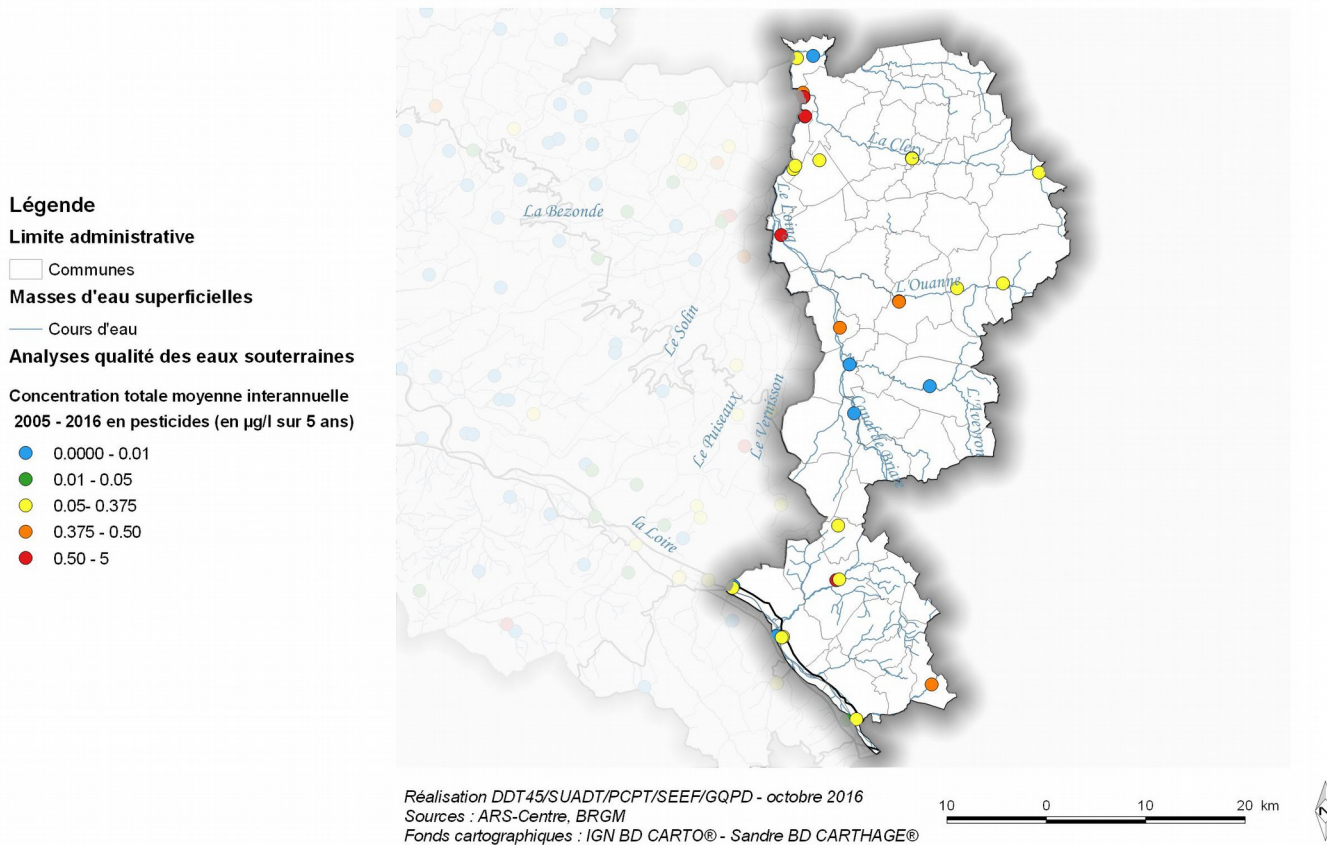 Légende
Limite administrative
Communes
Masses d'eau superficielles
Cours d'eau
Analyses qualité des eaux souterraines
Concentration totale moyenne interannuelle
2005 - 2016 en pesticides (en µg/l sur 5 ans)
0.0000 - 0.01
0.01 - 0.05
0.05- 0.375
0.375 - 0.50
0.50 - 5
La Cléry
La Bezonde
Le Loing
L'Ouanne
Le Solin
Le Puiseaux
Le Vernisson
Canal de Briare
L'Aveyron
la Loire
Réalisation DDT45/SUADT/PCPT/SEEF/GQPD - octobre 2016
Sources : ARS-Centre, BRGM
Fonds cartographiques : IGN BD CARTO® - Sandre BD CARTHAGE®
10 0 10 20 km
N